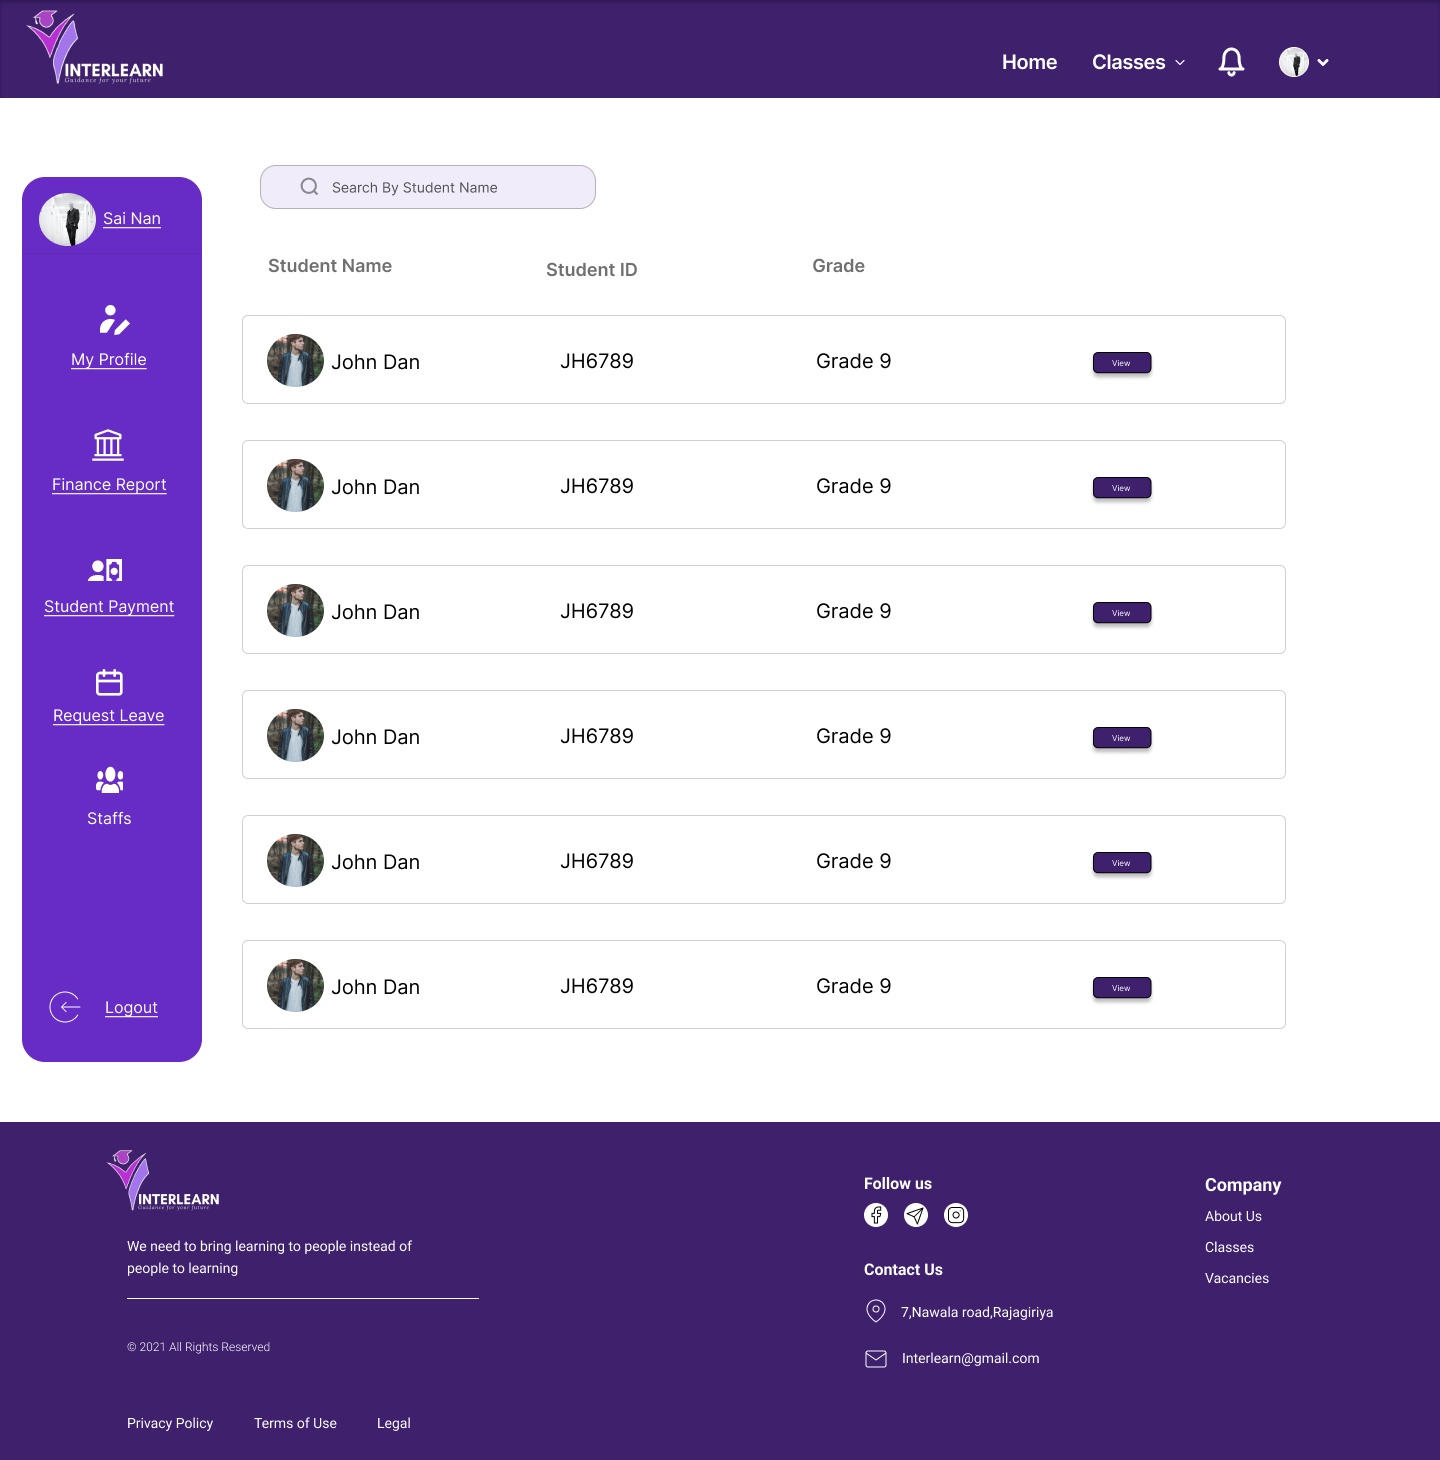 INTERLEARN
Guidance for your future
Home
Classes
Sai Nan
My Profile
Finance Report
Student Payment
Request Leave
Staffs
Logout
Search By Student Name
Student Name
Student ID
Grade
John Dan
JH6789
Grade 9
View
John Dan
JH6789
Grade 9
View
John Dan
JH6789
Grade 9
View
John Dan
JH6789
Grade 9
View
John Dan
JH6789
Grade 9
View
John Dan
JH6789
Grade 9
View
INTERLEARN
Guidance for your future
We need to bring learning to people instead of
people to learning
© 2021 All Rights Reserved
Privacy Policy
Terms of Use
Legal
Follow us
Contact Us
7,Nawala road,Rajagiriya
Interlearn@gmail.com
Company
About Us
Classes
Vacancies